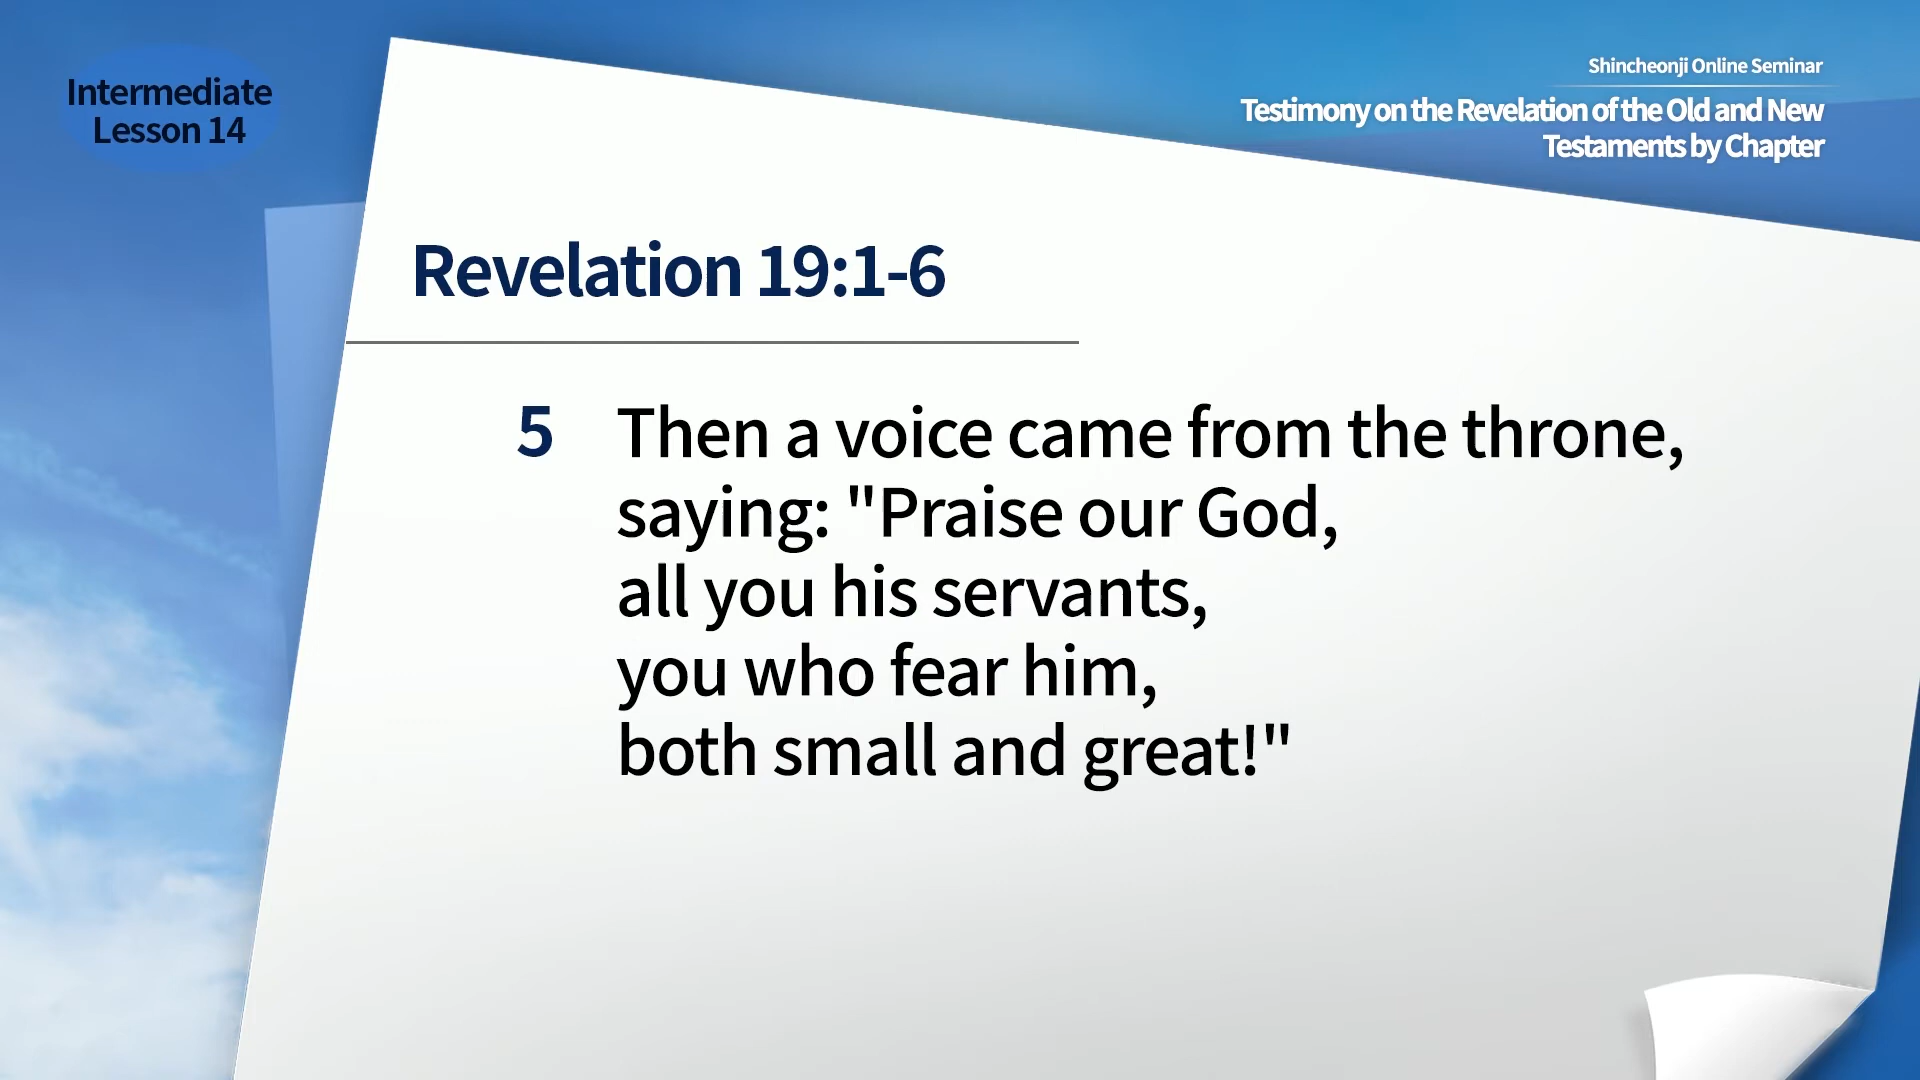 Intermediate
Lesson 14
Shincheonji Online Seminar
Testimony on the Revelation of the Old and New
Testaments by Chapter
Revelation 19:1-6
5 Then a voice came from the throne,
saying: "Praise our God,
all you his servants,
you who fear him,
both small and great!"